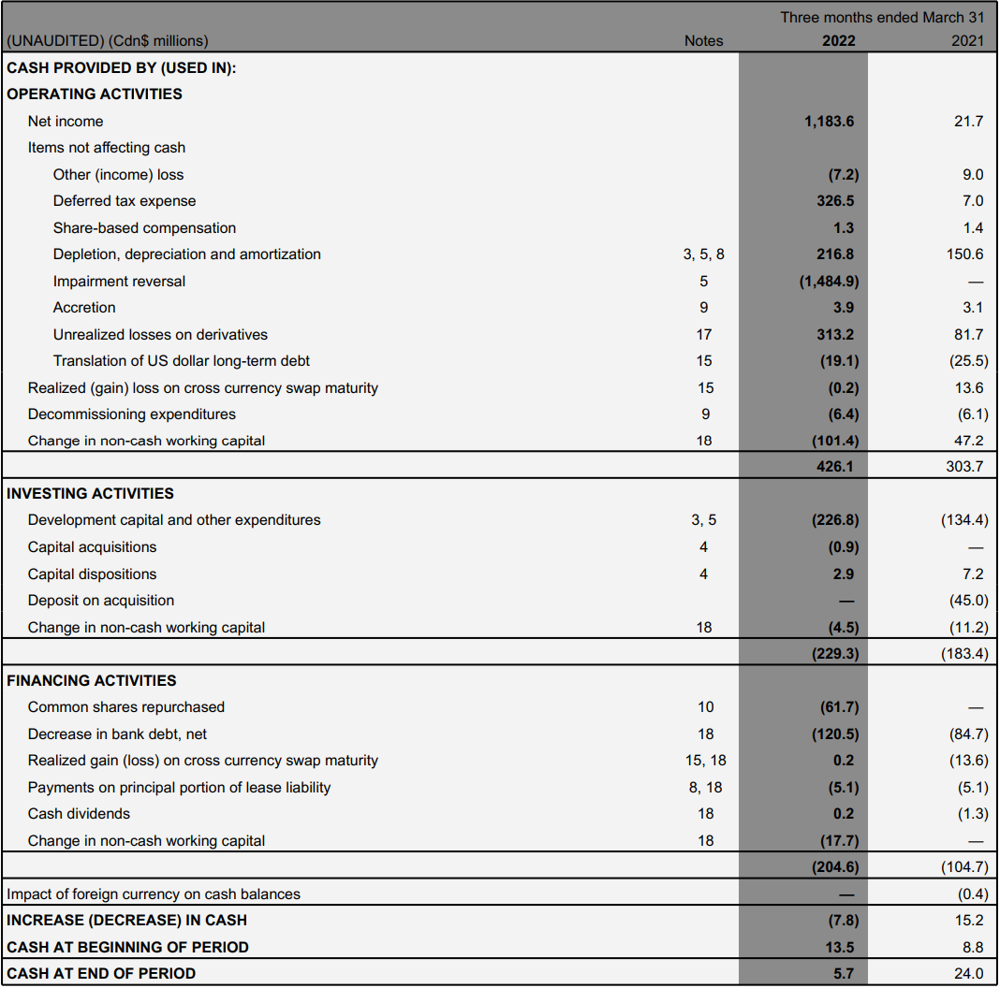 Three months ended March 31
(UNAUDITED) (Cdn$ millions) Notes 2022 2021
CASH PROVIDED BY (USED IN):
OPERATING ACTIVITIES
Net income 1,183.6 21.7
Items not affecting cash
Other (income) loss (7.2) 9.0
Deferred tax expense 326.5 7.0
Share-based compensation 1.3 1.4
Depletion, depreciation and amortization 3, 5, 8 216.8 150.6
Impairment reversal 5 (1,484.9) —
Accretion 9 3.9 3.1
Unrealized losses on derivatives 17 313.2 81.7
Translation of US dollar long-term debt 15 (19.1) (25.5)
Realized (gain) loss on cross currency swap maturity 15 (0.2) 13.6
Decommissioning expenditures 9 (6.4) (6.1)
Change in non-cash working capital 18 (101.4) 47.2
426.1 303.7
INVESTING ACTIVITIES
Development capital and other expenditures 3, 5 (226.8) (134.4)
Capital acquisitions 4 (0.9) —
Capital dispositions 4 2.9 7.2
Deposit on acquisition — (45.0)
Change in non-cash working capital 18 (4.5) (11.2)
(229.3) (183.4)
FINANCING ACTIVITIES
Common shares repurchased 10 (61.7) —
Decrease in bank debt, net 18 (120.5) (84.7)
Realized gain (loss) on cross currency swap maturity 15, 18 0.2 (13.6)
Payments on principal portion of lease liability 8, 18 (5.1) (5.1)
Cash dividends 18 0.2 (1.3)
Change in non-cash working capital 18 (17.7) —
(204.6) (104.7)
Impact of foreign currency on cash balances — (0.4)
INCREASE (DECREASE) IN CASH (7.8) 15.2
CASH AT BEGINNING OF PERIOD 13.5 8.8
CASH AT END OF PERIOD 5.7 24.0